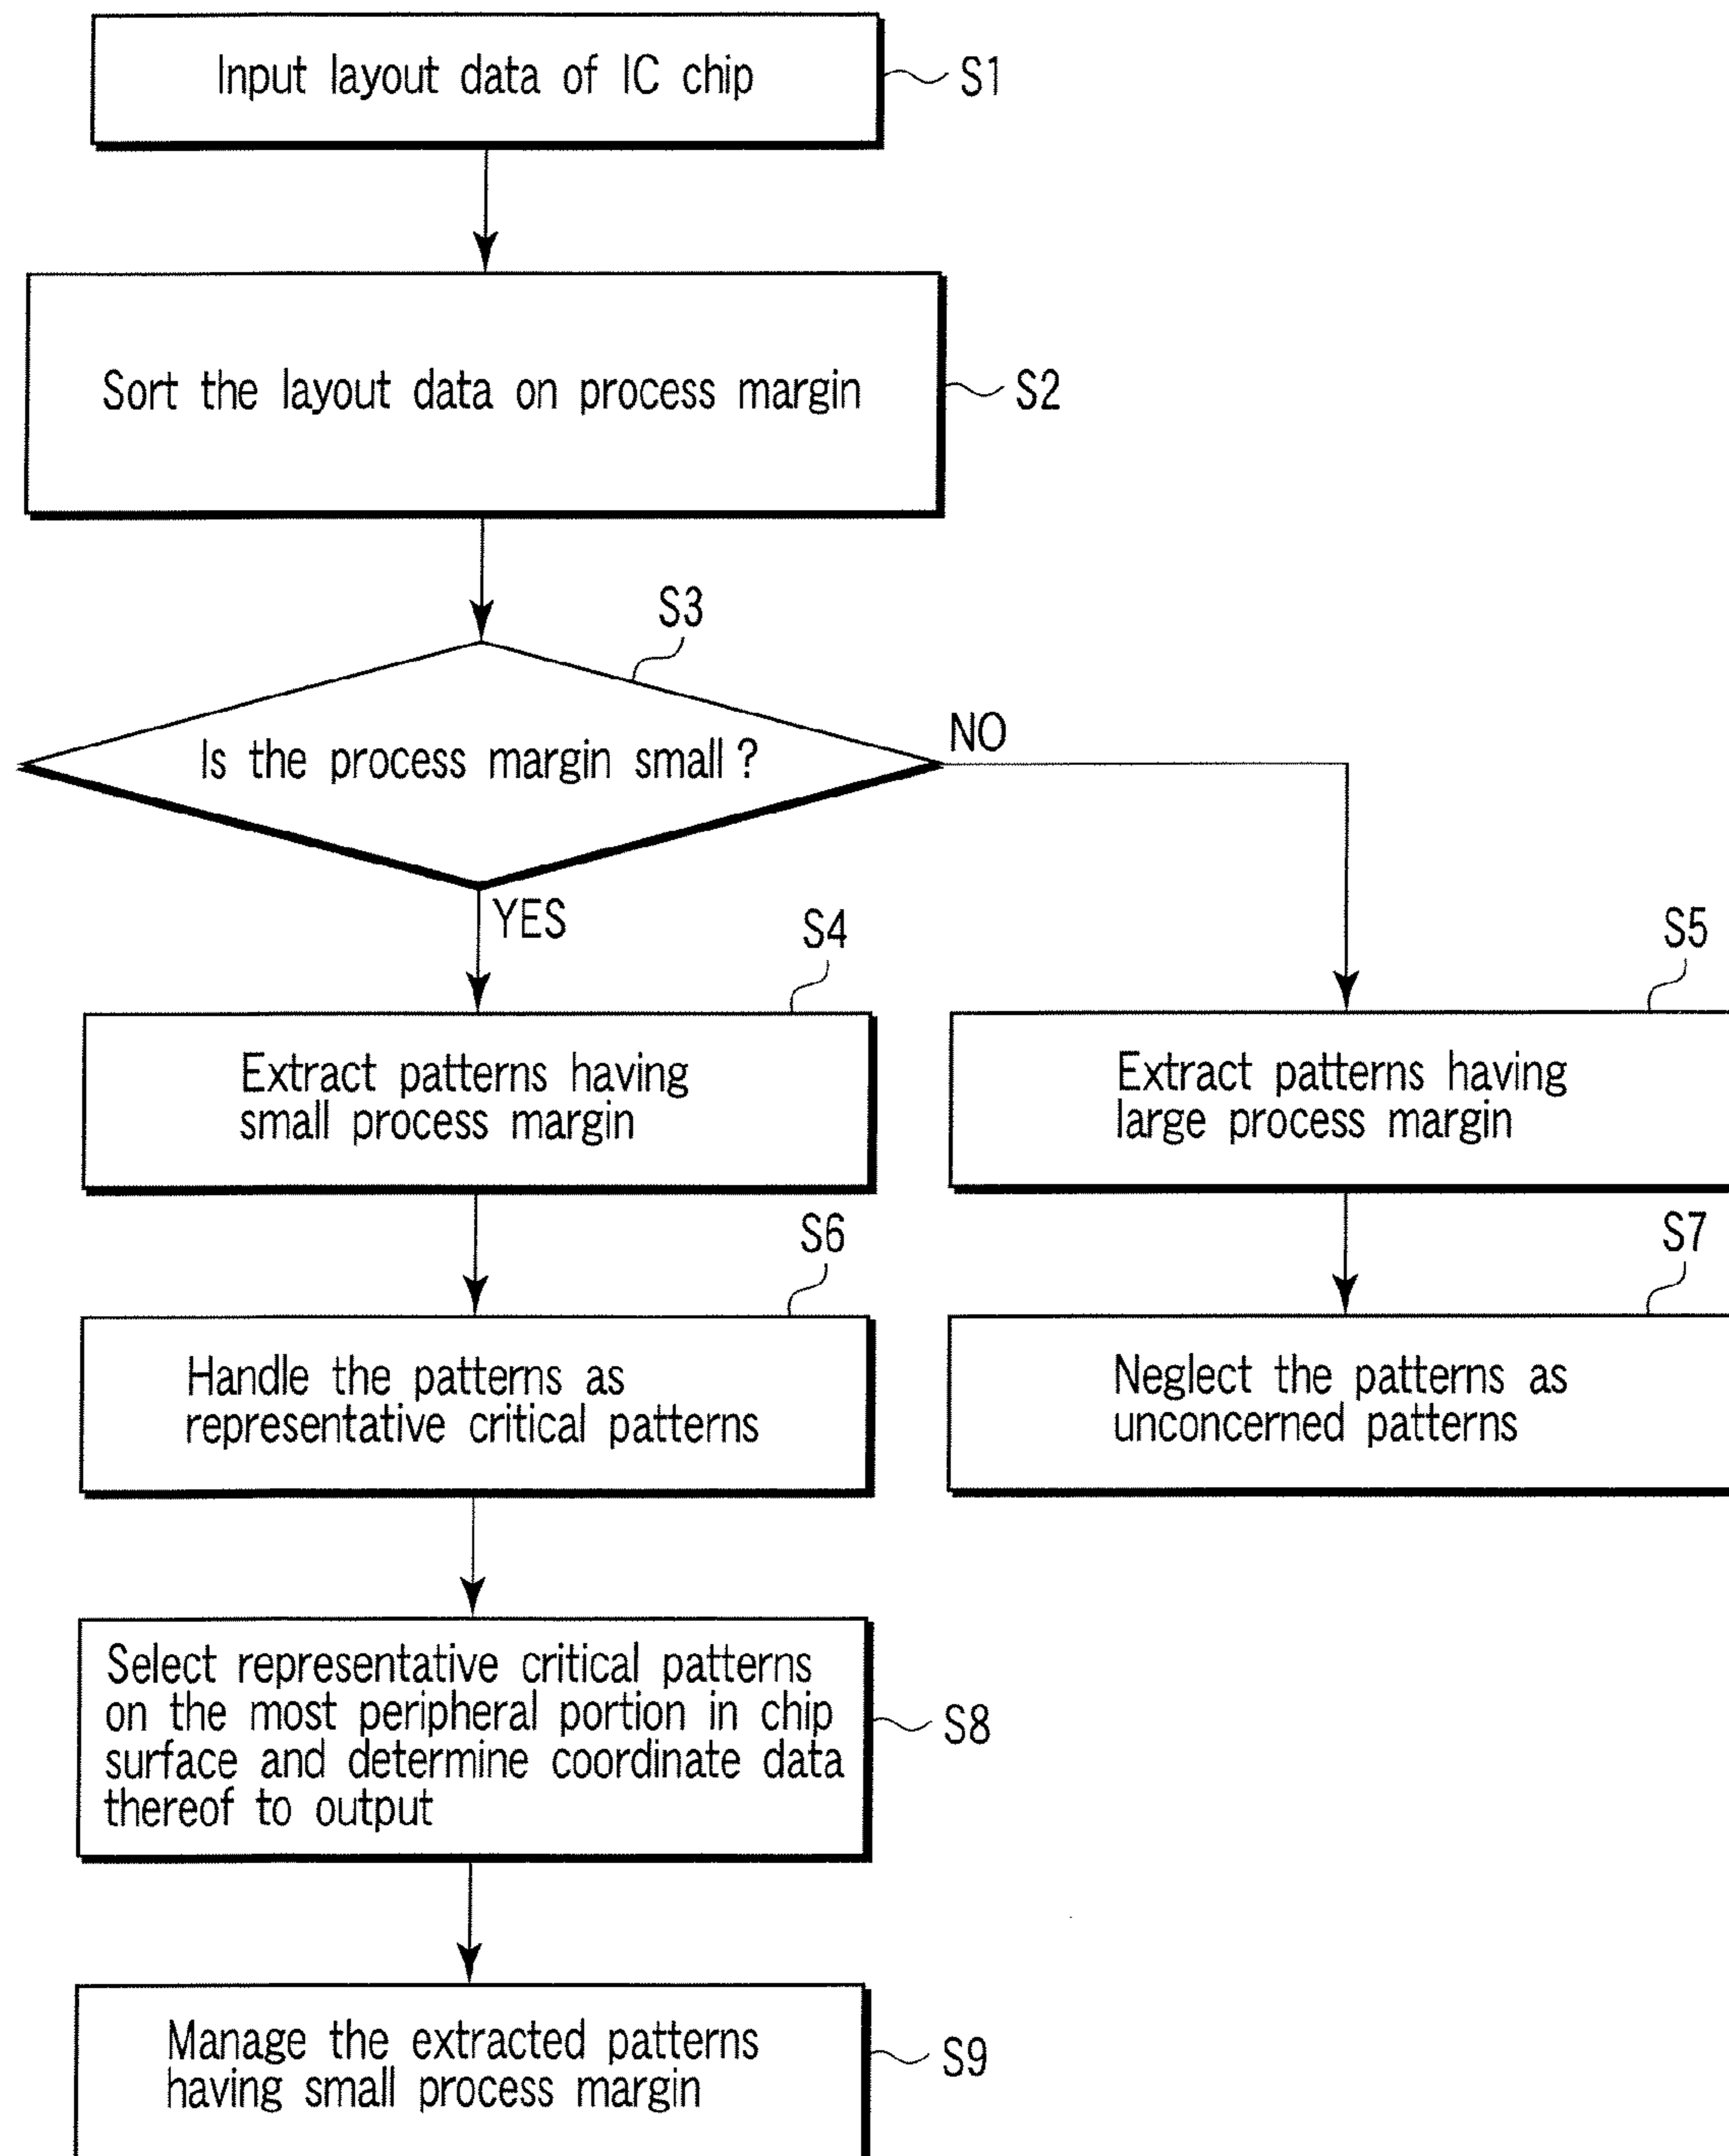 Input layout data of IC chip
S1
Sort the layout data on process margin
S2
S3
Is the process margin small ?
NO
YES
S4
Extract patterns having
small process margin
S5
Extract patterns having
large process margin
S6
Handle the patterns as
representative critical patterns
S7
Neglect the patterns as
unconcerned patterns
Select representative critical patterns
on the most peripheral portion in chip
surface and determine coordinate data
thereof to output
S8
Manage the extracted patterns
having small process margin
S9